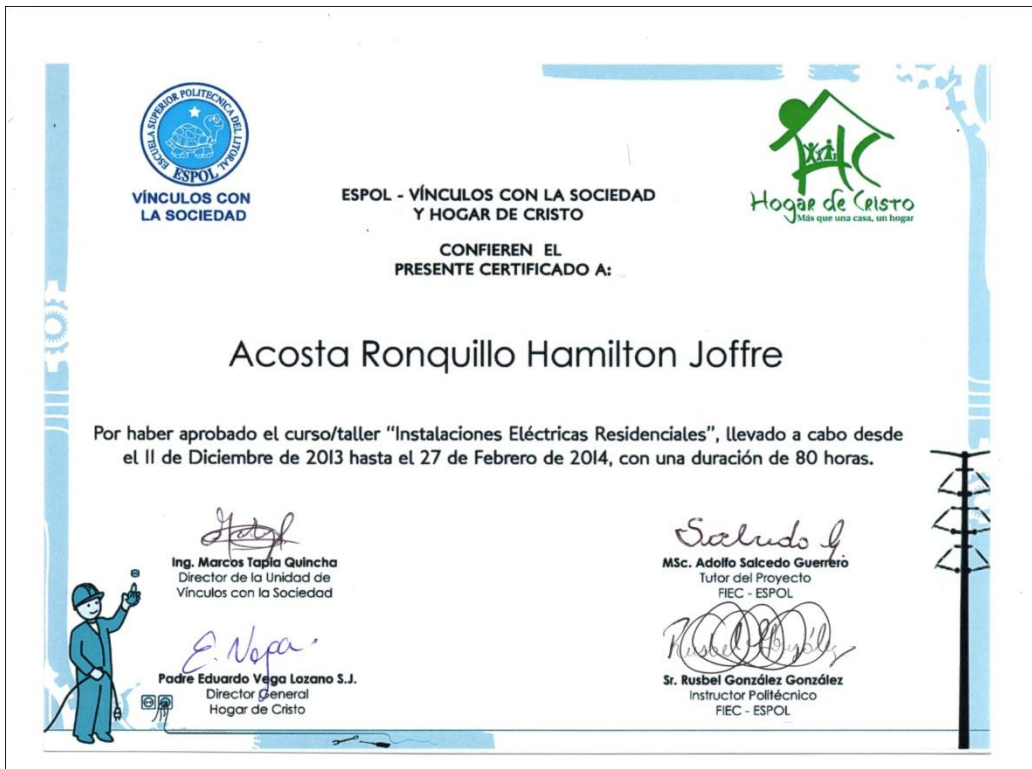 ESCUELA SUPERIOR POLITECNICA DEL LITORAL
ESPOL
VÍNCULOS CON
LA SOCIEDAD
Hogar de Cristo
Más que una casa, un hogar
ESPOL - VÍNCULOS CON LA SOCIEDAD
Y HOGAR DE CRISTO
CONFIEREN EL
PRESENTE CERTIFICADO A:
Acosta Ronquillo Hamilton Joffre
Por haber aprobado el curso/taller "Instalaciones Eléctricas Residenciales", llevado a cabo desde
el 11 de Diciembre de 2013 hasta el 27 de Febrero de 2014, con una duración de 80 horas.
Ing. Marcos Tapia Quincha
Director de la Unidad de
Vínculos con la Sociedad
Salcedo G
MSc. Adolfo Salcedo Guerrero
Tutor del Proyecto
FIEC - ESPOL
E. Vega
Padre Eduardo Vega Lozano S.J.
Director General
Hogar de Cristo
Rusbel González
Sr. Rusbel González González
Instructor Politécnico
FIEC - ESPOL